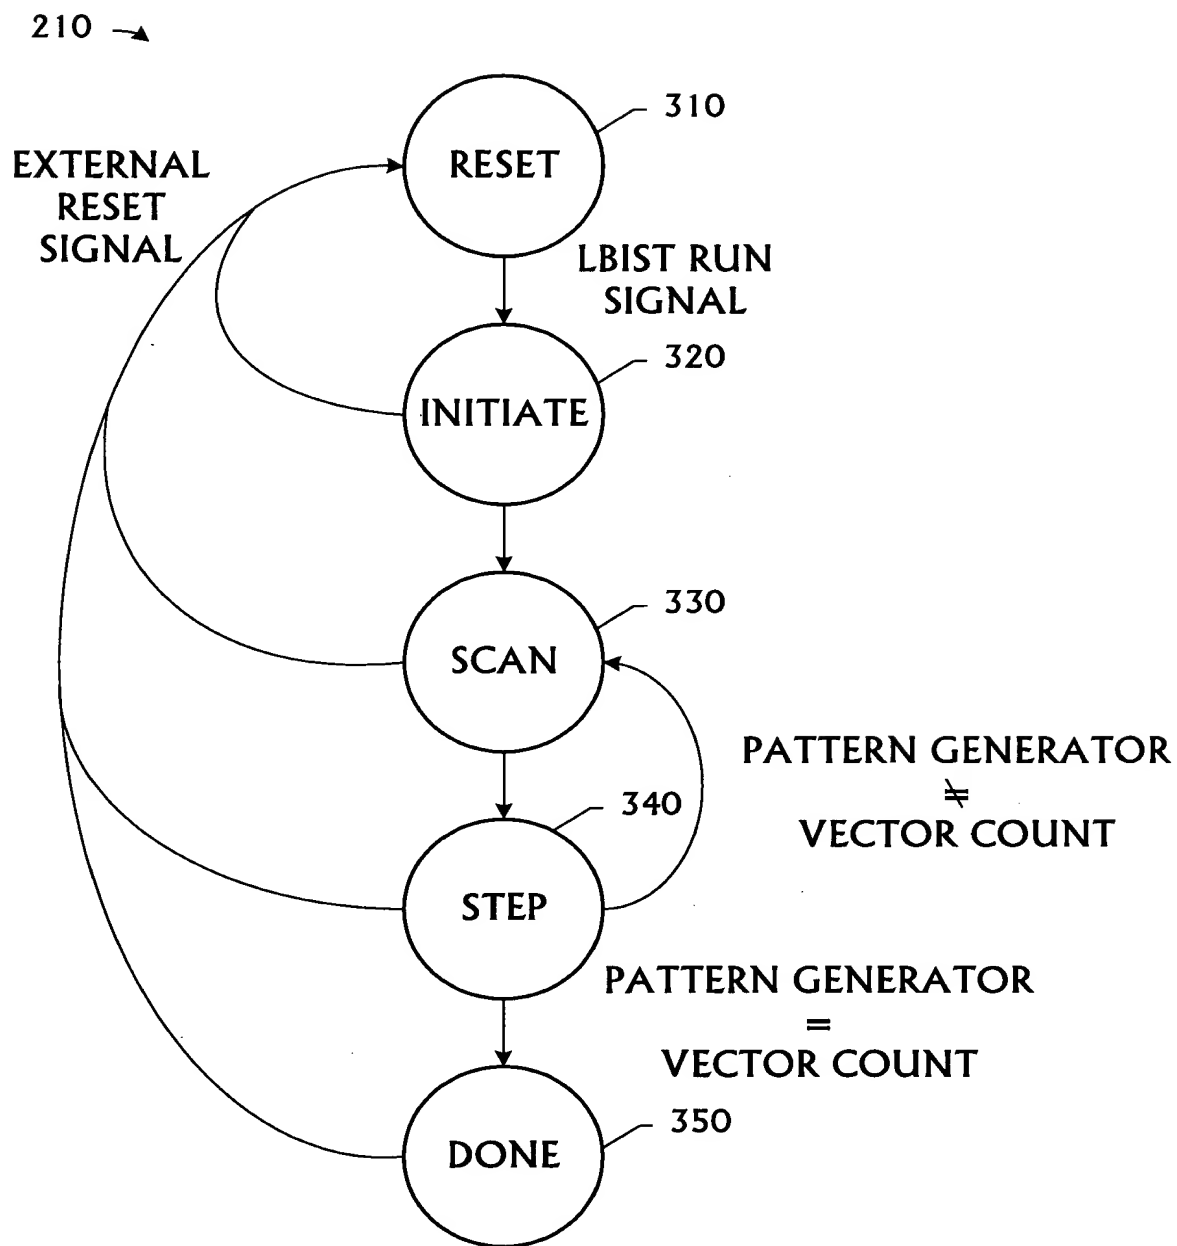 210
310
RESET
EXTERNAL
RESET
SIGNAL
LBIST RUN
SIGNAL
320
INITIATE
330
SCAN
PATTERN GENERATOR
≠
VECTOR COUNT
340
STEP
PATTERN GENERATOR
=
VECTOR COUNT
350
DONE